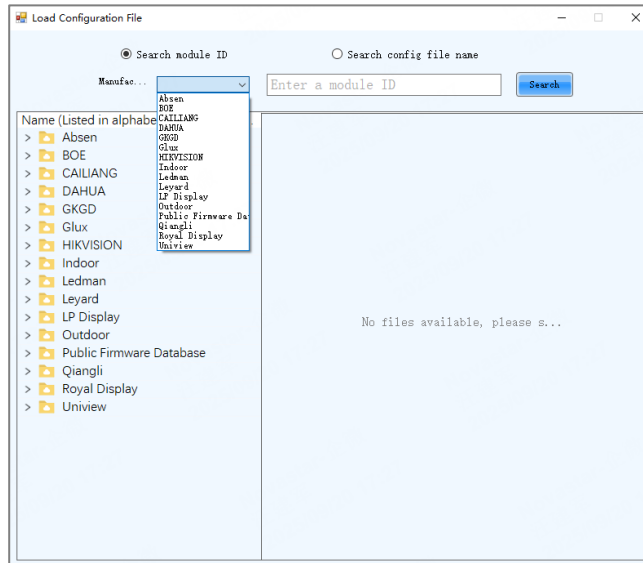 Load Configuration File
Search module ID
Search config file name
Manufac...
Enter a module ID
Search
Absen
BOE
CAILIANG
DAHUA
GKGD
Glux
HIKVISION
Indoor
Ledman
Leyard
LP Display
Outdoor
Public Firmware Da
Qiangli
Royal Display
Uniview
Name (Listed in alphabe
Absen
BOE
CAILIANG
DAHUA
GKGD
Glux
HIKVISION
Indoor
Ledman
Leyard
LP Display
Outdoor
Public Firmware Database
Qiangli
Royal Display
Uniview
No files available, please s...